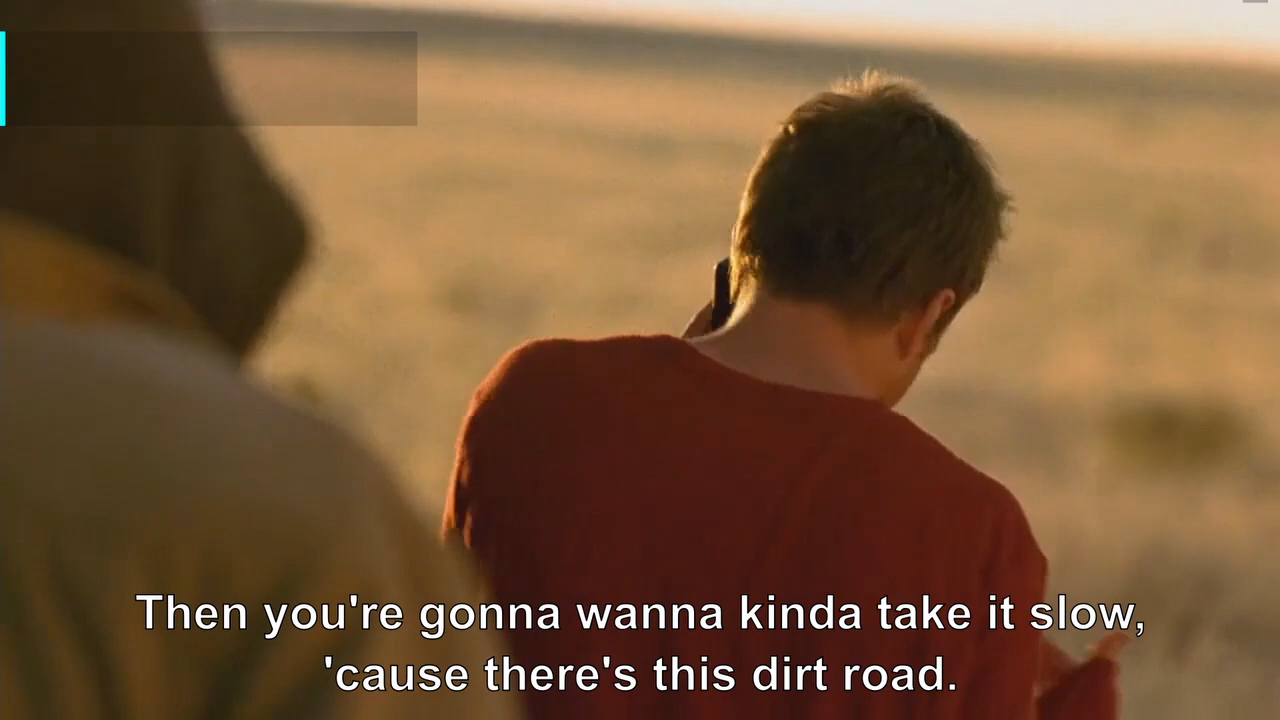 Then you're gonna wanna kinda take it slow,
'cause there's this dirt road.